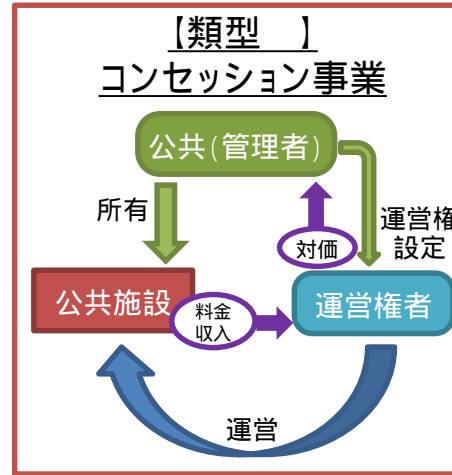 【類型　】
コンセッション事業
公共(管理者)
所有
運営権
設定
対価
公共施設
料金
収入
運営権者
運営